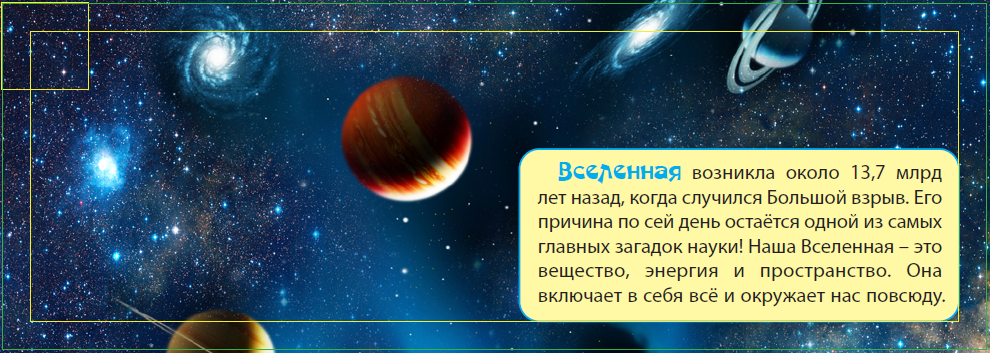 Вселенная возникла около 13,7 млрд
лет назад, когда случился Большой взрыв. Его
причина по сей день остаётся одной из самых
главных загадок науки! Наша Вселенная – это
вещество, энергия и пространство. Она
включает в себя всё и окружает нас повсюду.